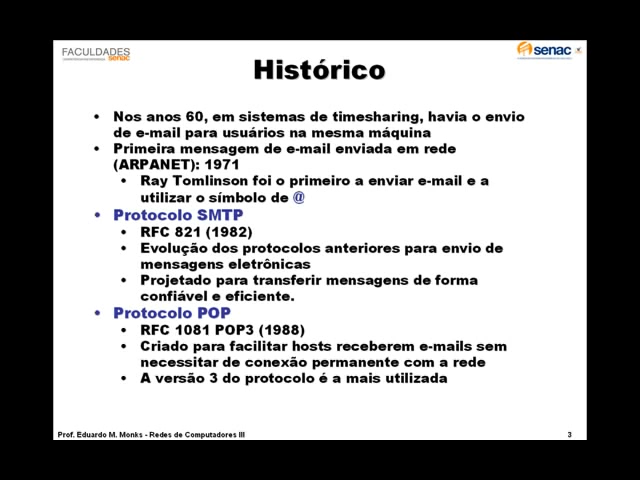 FACULDADES
senac
senac
Histórico
• Nos anos 60, em sistemas de timesharing, havia o envio
de e-mail para usuários na mesma máquina
• Primeira mensagem de e-mail enviada em rede
(ARPANET): 1971
• Ray Tomlinson foi o primeiro a enviar e-mail e a
utilizar o símbolo de @
• Protocolo SMTP
• RFC 821 (1982)
• Evolução dos protocolos anteriores para envio de
mensagens eletrônicas
• Projetado para transferir mensagens de forma
confiável e eficiente.
• Protocolo POP
• RFC 1081 POP3 (1988)
• Criado para facilitar hosts receberem e-mails sem
necessitar de conexão permanente com a rede
• A versão 3 do protocolo é a mais utilizada
Prof. Eduardo M. Monks - Redes de Computadores III
3